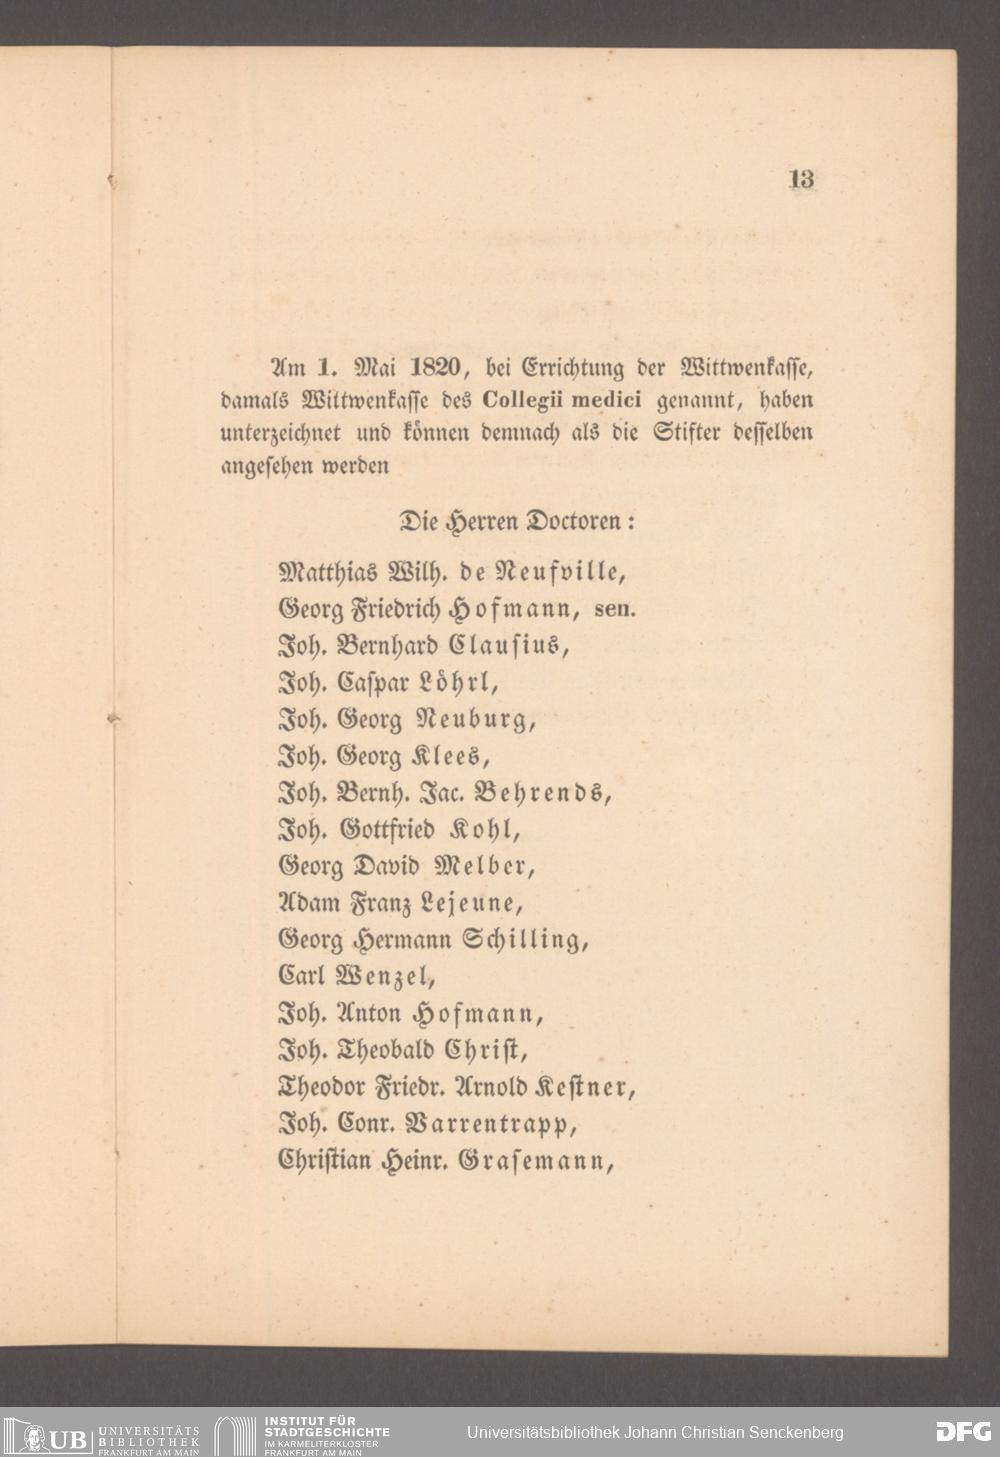 13
Am 1. Mai 1820, bei Errichtung der Wittwenkasse,
damals Wittwenkasse des Collegii medici genannt, haben
unterzeichnet und können demnach als die Stifter desselben
angesehen werden
Die Herren Doctoren:
Matthias Wilh. de Neufville,
Georg Friedrich Hofmann, sen.
Joh. Bernhard Clausius,
Joh. Caspar Löhrl,
Joh. Georg Neuburg,
Joh. Georg Klees,
Joh. Bernh. Jac. Behrends,
Joh. Gottfried Kohl,
Georg David Melber,
Adam Franz Lejeune,
Georg Hermann Schilling,
Carl Wenzel,
Joh. Anton Hofmann,
Joh. Theobald Christ,
Theodor Friedr. Arnold Kestner,
Joh. Conr. Varrentrapp,
Christian Heinr. Grasemann,
UB UNIVERSITÄTS
BIBLIOTHEK
FRANKFURT AM MAIN
INSTITUT FÜR
STADTGESCHICHTE
IM KARMELITERKLOSTER
FRANKFURT AM MAIN
Universitätsbibliothek Johann Christian Senckenberg
DFG